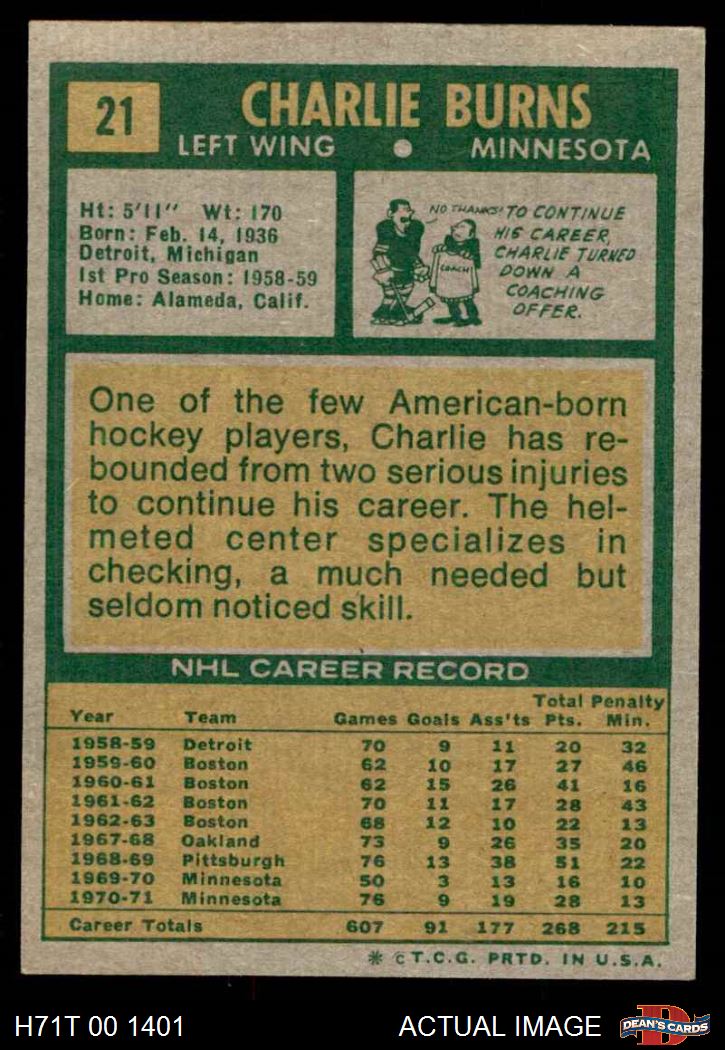 21
CHARLIE BURNS
LEFT WING • MINNESOTA
Ht: 5'11" Wt: 170
Born: Feb. 14, 1936
Detroit, Michigan
1st Pro Season: 1958-59
Home: Alameda, Calif.
NO THANKS!
COACH
TO CONTINUE
HIS CAREER,
CHARLIE TURNED
DOWN A
COACHING
OFFER.
One of the few American-born
hockey players, Charlie has re-
bounded from two serious injuries
to continue his career. The hel-
meted center specializes in
checking, a much needed but
seldom noticed skill.
NHL CAREER RECORD
Total Penalty
Year Team Games Goals Ass'ts Pts. Min.
1958-59 Detroit 70 9 11 20 32
1959-60 Boston 62 10 17 27 46
1960-61 Boston 62 15 26 41 16
1961-62 Boston 70 11 17 28 43
1962-63 Boston 68 12 10 22 13
1967-68 Oakland 73 9 26 35 20
1968-69 Pittsburgh 76 13 38 51 22
1969-70 Minnesota 50 3 13 16 10
1970-71 Minnesota 76 9 19 28 13
Career Totals 607 91 177 268 215
* © T.C.G. PRTD. IN U.S.A.
H71T 00 1401
ACTUAL IMAGE
D
DEAN'S CARDS